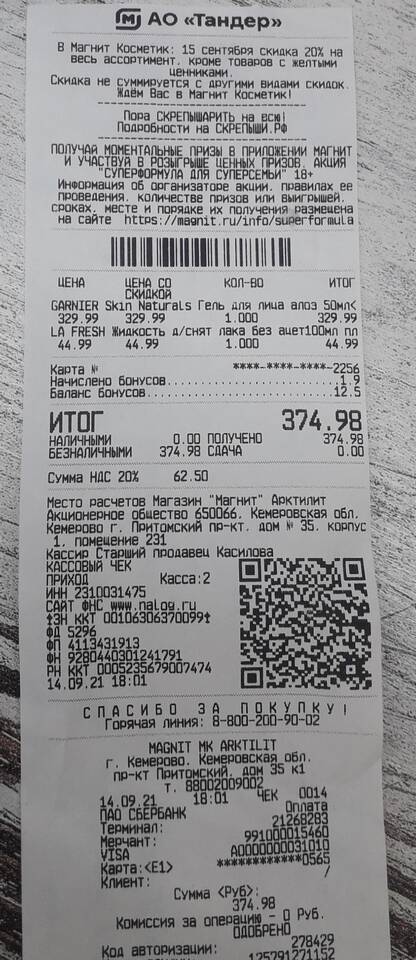 М АО «Тандер»
В Магнит Косметик: 15 сентября скидка 20% на
весь ассортимент, кроме товаров с желтыми
ценниками.
Скидка не суммируется с другими видами скидок.
Ждём Вас в Магнит Косметик!
Пора СКРЕПЫШАРИТЬ на всю!
Подробности на СКРЕПЫШИ.РФ
ПОЛУЧАЙ МОМЕНТАЛЬНЫЕ ПРИЗЫ В ПРИЛОЖЕНИИ МАГНИТ
И УЧАСТВУЙ В РОЗЫГРЫШЕ ЦЕННЫХ ПРИЗОВ. АКЦИЯ
"СУПЕРФОРМУЛА ДЛЯ СУПЕРСЕМЬИ" 18+
Информация об организаторе акции, правилах ее
проведения, количестве призов или выигрышей,
сроках, месте и порядке их получения размещена
на сайте https://magnit.ru/info/superformula
ЦЕНА ЦЕНА СО СКИДКОЙ КОЛ-ВО ИТОГ
GARNIER Skin Naturals Гель для лица алоэ 50мл<
329.99 329.99 1.000 329.99
LA FRESH Жидкость д/снят лака без ацет100мл пл
44.99 44.99 1.000 44.99
Карта № ****-****-****-2256
Начислено бонусов....................1.9
Баланс бонусов......................12.5
ИТОГ 374.98
НАЛИЧНЫМИ 0.00 ПОЛУЧЕНО 374.98
БЕЗНАЛИЧНЫМИ 374.98 СДАЧА 0.00
Сумма НДС 20% 62.50
Место расчетов Магазин "Магнит" Арктилит
Акционерное общество 650066, Кемеровская обл,
Кемерово г, Притомский пр-кт, дом № 35, корпус
1, помещение 231
Кассир Старший продавец Касилова
КАССОВЫЙ ЧЕК
ПРИХОД Касса:2
ИНН 2310031475
САЙТ ФНС www.nalog.ru
ЗН ККТ 00106306370099
ФД 5296
ФП 4113431913
ФН 9280440301241791
РН ККТ 0005235679007474
14.09.21 18:01
СПАСИБО ЗА ПОКУПКУ!
Горячая линия: 8-800-200-90-02
MAGNIT MK ARKTILIT
г. Кемерово, Кемеровская обл.
пр-кт Притомский, дом 35 к1
т. 88002009002
14.09.21 18:01 ЧЕК 0014
ПАО СБЕРБАНК Оплата
Терминал: 21268283
Мерчант: 991000015460
VISA A0000000031010
Карта:<E1> ************0565
Клиент: /
Сумма <Руб>:
374.98
Комиссия за операцию - 0 Руб.
ОДОБРЕНО
Код авторизации: 278429
125791271152